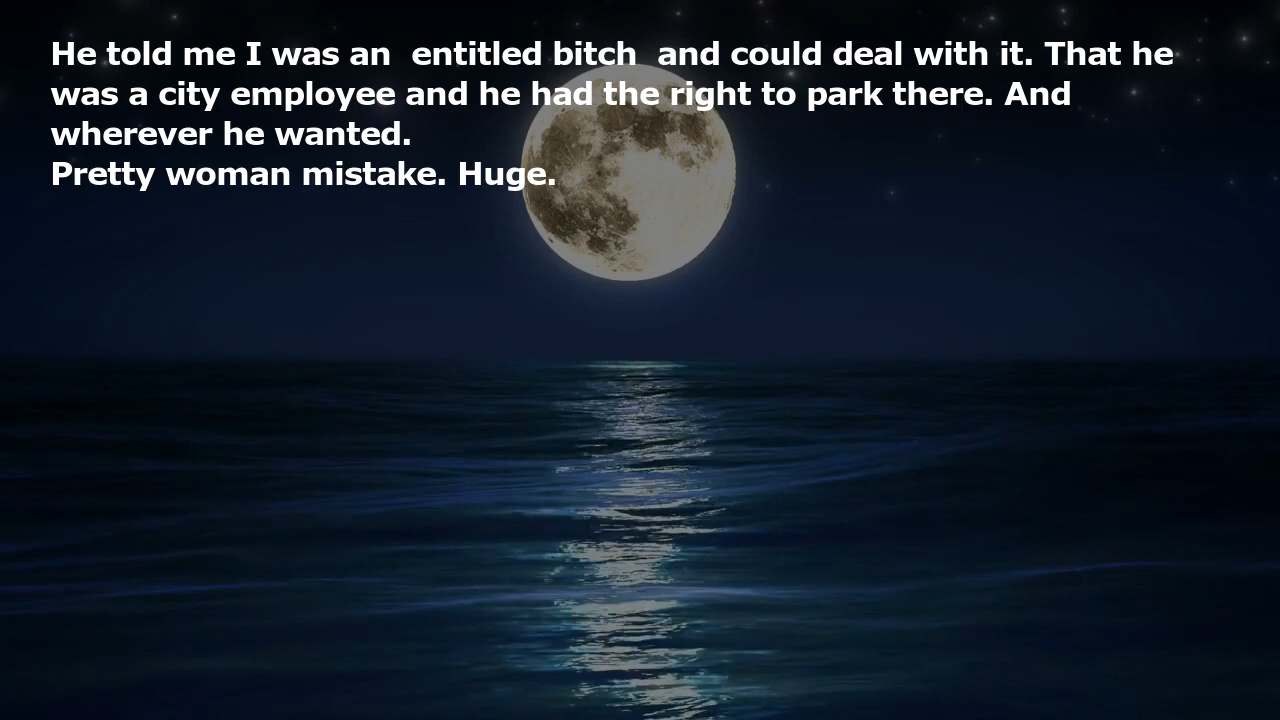 He told me I was an  entitled bitch  and could deal with it. That he
was a city employee and he had the right to park there. And
wherever he wanted.
Pretty woman mistake. Huge.